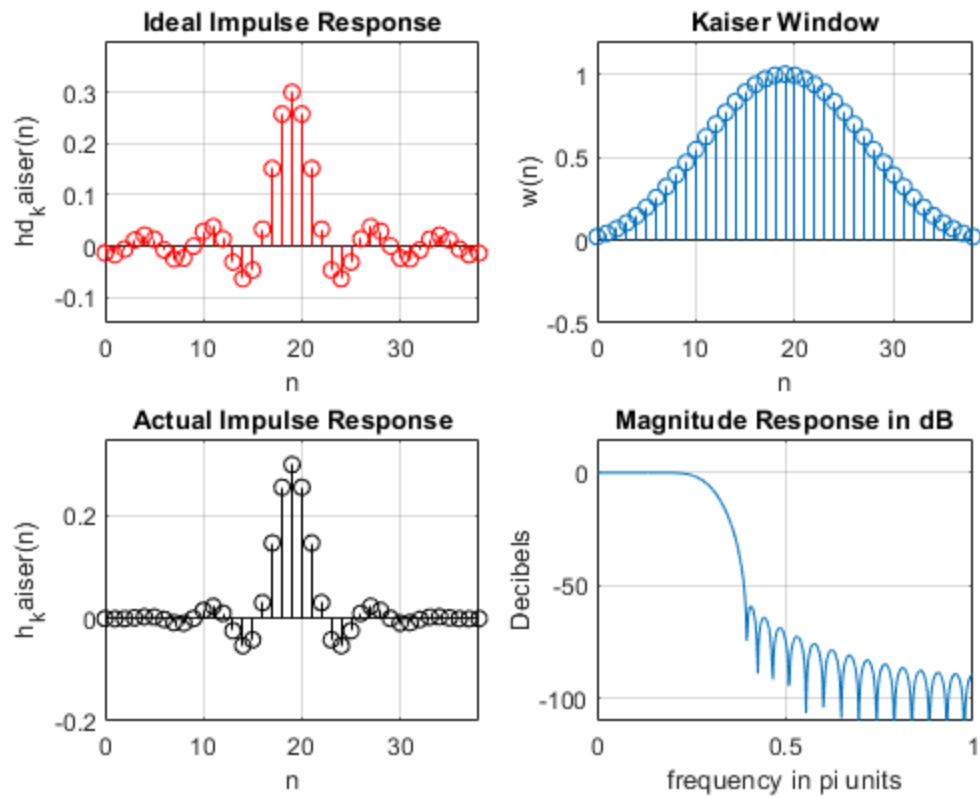 Ideal Impulse Response
hd_kaiser(n)
0.3
0.2
0.1
0
-0.1
0 10 20 30
n
Kaiser Window
w(n)
1
0.5
0
-0.5
0 10 20 30
n
Actual Impulse Response
h_kaiser(n)
0.2
0
-0.2
0 10 20 30
n
Magnitude Response in dB
Decibels
0
-50
-100
0 0.5 1
frequency in pi units